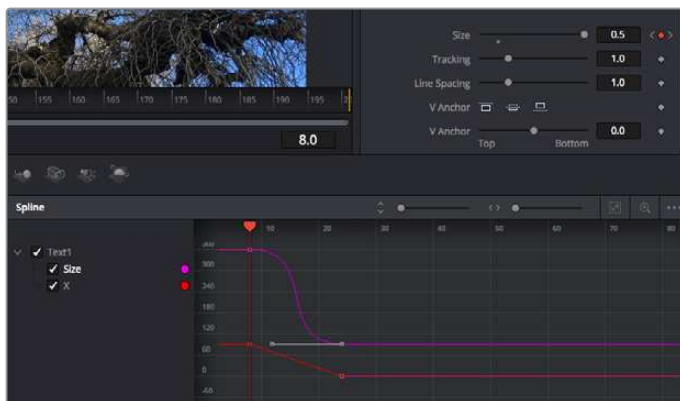 Size 0.5
Tracking 1.0
Line Spacing 1.0
V Anchor
V Anchor 0.0
Top Bottom
155 160 165 170 175 180 185 190 195
8.0
Spline
10 20 30 40 50 60 70 80
Text1
Size
X
300
240
180
120
60
0
-60